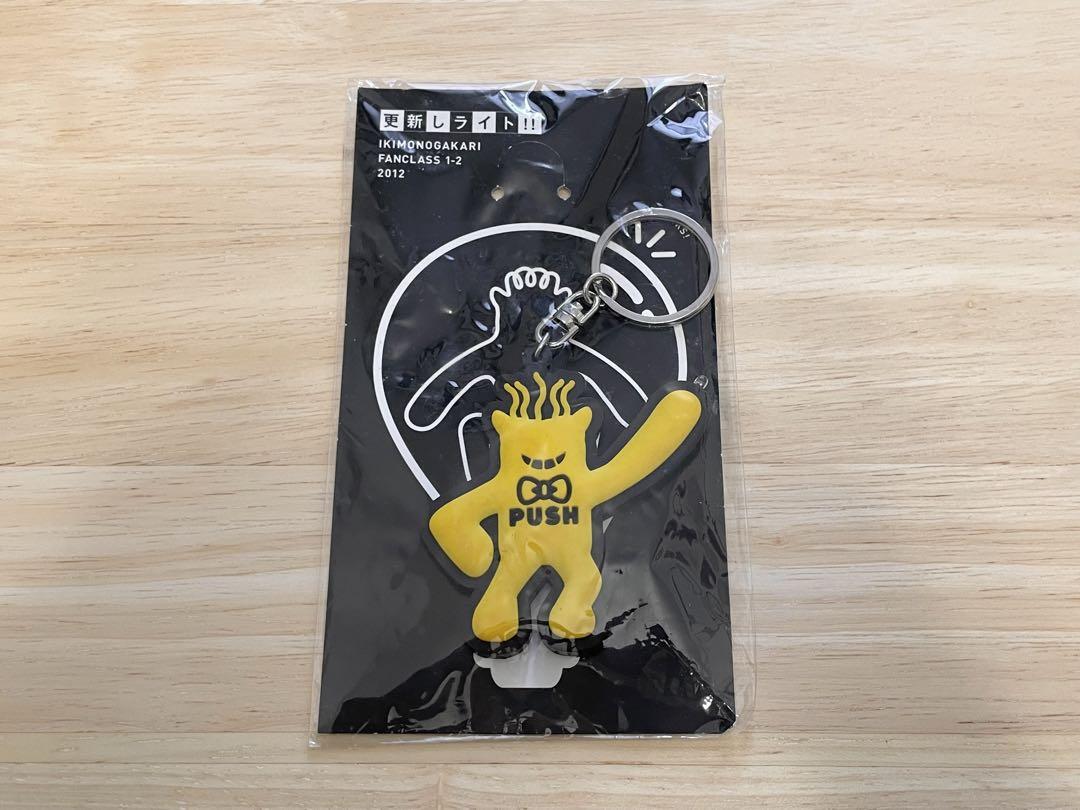 更新しライト!!
IKIMONOGAKARI
FANCLASS 1-2
2012
PUSH